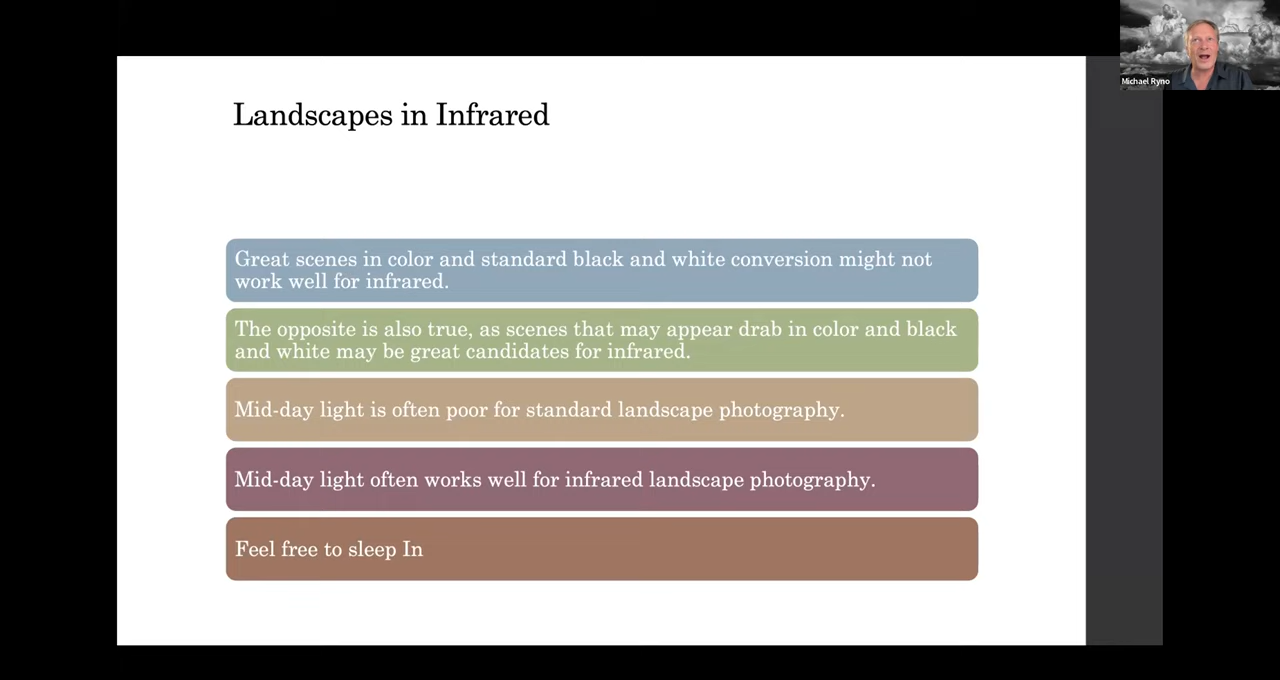 Michael Ryno
Landscapes in Infrared
Great scenes in color and standard black and white conversion might not
work well for infrared.
The opposite is also true, as scenes that may appear drab in color and black
and white may be great candidates for infrared.
Mid-day light is often poor for standard landscape photography.
Mid-day light often works well for infrared landscape photography.
Feel free to sleep In